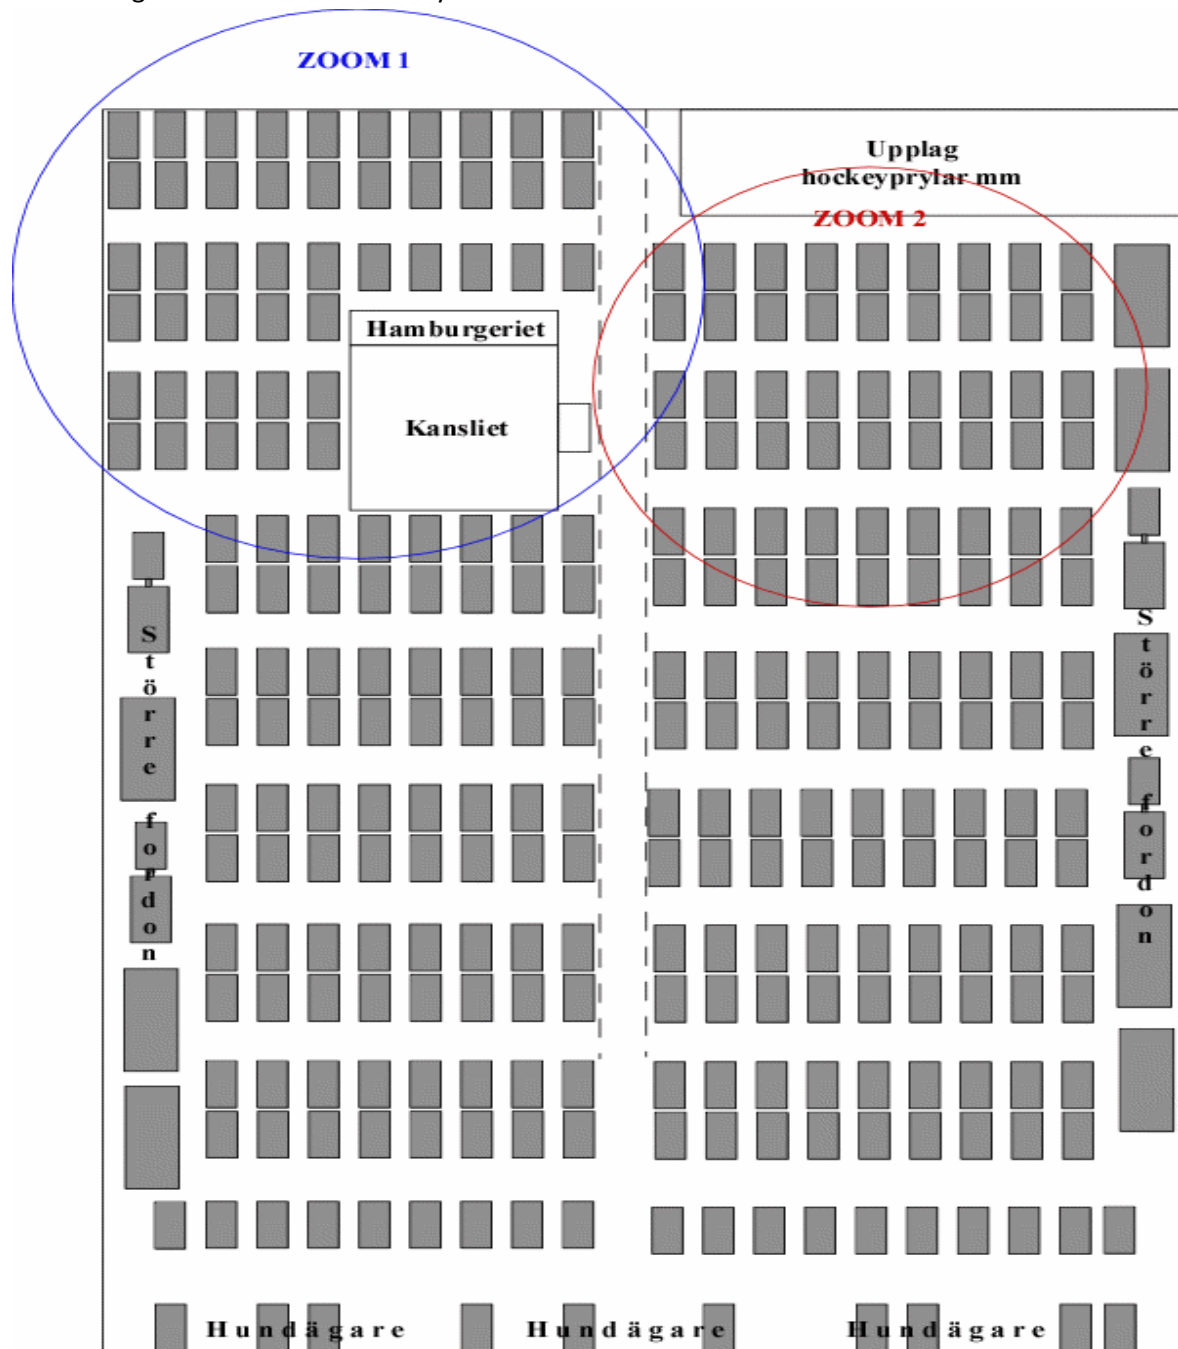 ZOOM 1
Upplag
hockeyprylar mm
ZOOM 2
Hamburgeriet
Kansliet
Större fordon
Större fordon
Hundägare Hundägare Hundägare